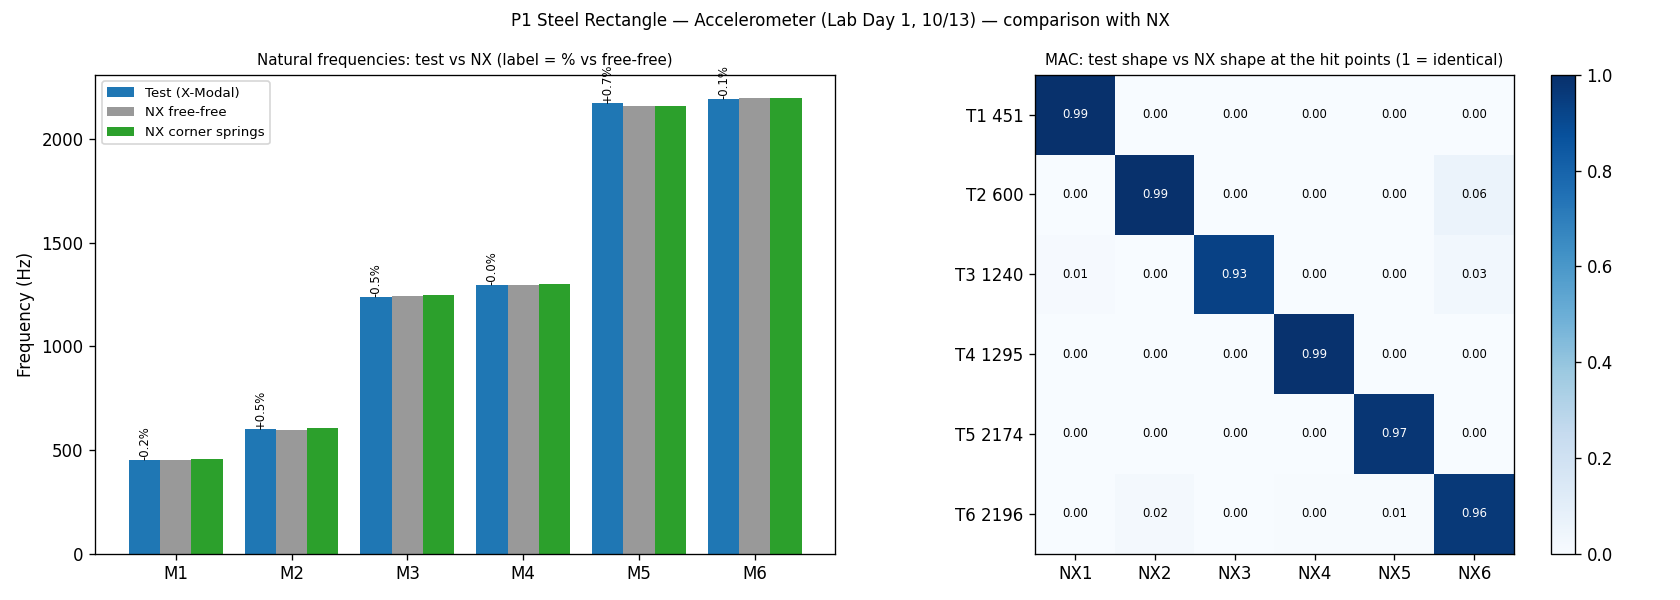 P1 Steel Rectangle — Accelerometer (Lab Day 1, 10/13) — comparison with NX
Natural frequencies: test vs NX (label = % vs free-free)
Frequency (Hz)
2000
1500
1000
500
0
Test (X-Modal)
NX free-free
NX corner springs
-0.2%
+0.5%
-0.5%
-0.0%
+0.7%
-0.1%
M1 M2 M3 M4 M5 M6
MAC: test shape vs NX shape at the hit points (1 = identical)
T1 451 0.99 0.00 0.00 0.00 0.00 0.00
T2 600 0.00 0.99 0.00 0.00 0.00 0.06
T3 1240 0.01 0.00 0.93 0.00 0.00 0.03
T4 1295 0.00 0.00 0.00 0.99 0.00 0.00
T5 2174 0.00 0.00 0.00 0.00 0.97 0.00
T6 2196 0.00 0.02 0.00 0.00 0.01 0.96
NX1 NX2 NX3 NX4 NX5 NX6
1.0
0.8
0.6
0.4
0.2
0.0